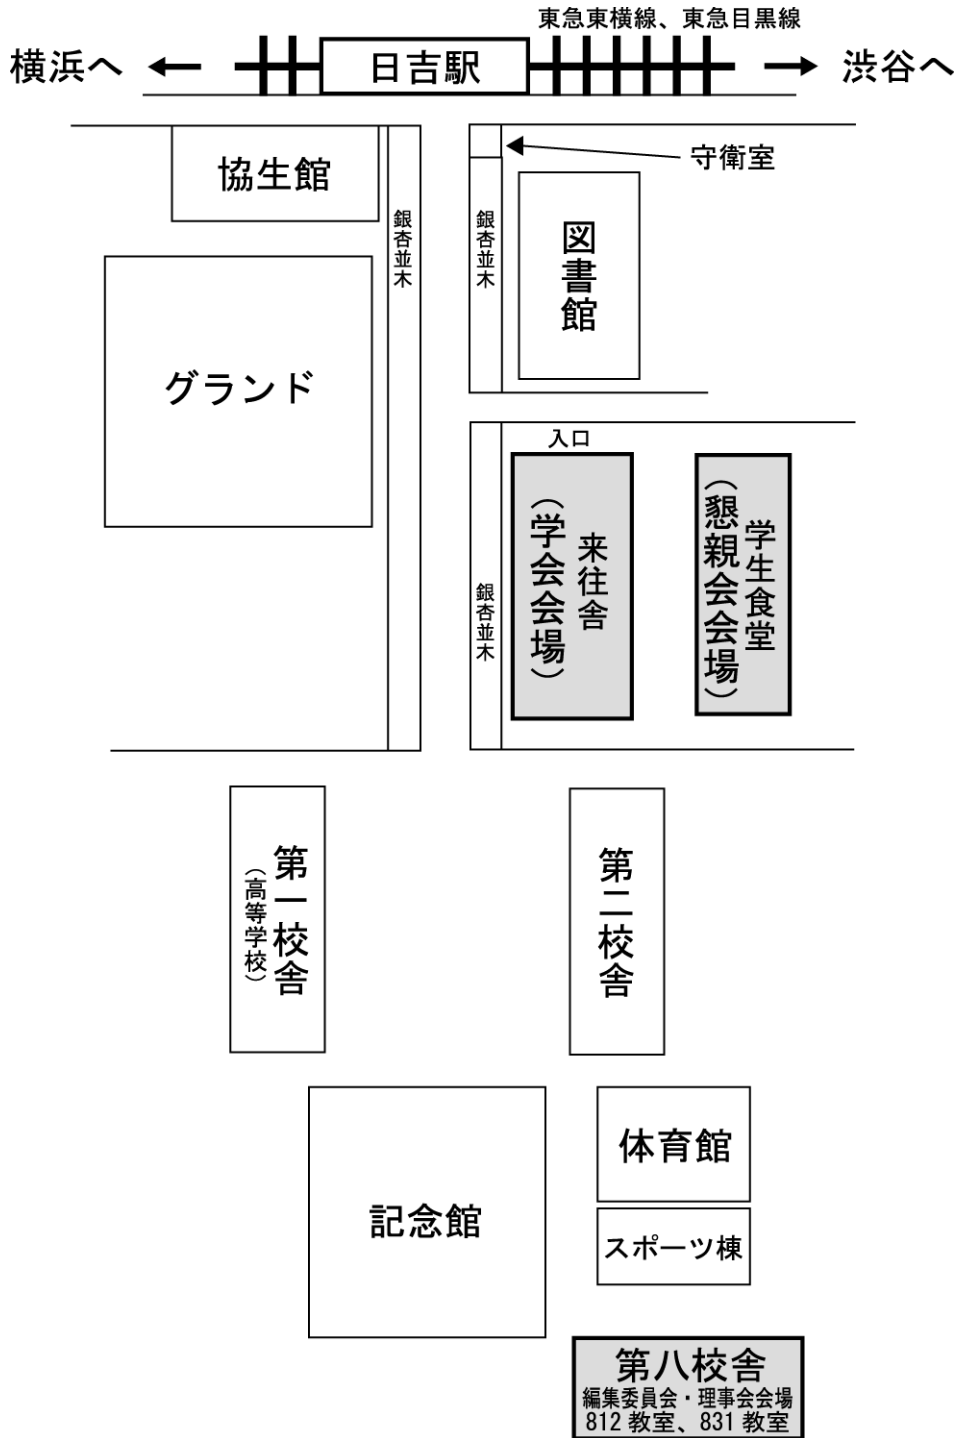 東急東横線、東急目黒線
横浜へ
日吉駅
渋谷へ
守衛室
協生館
銀杏並木
銀杏並木
図書館
グランド
入口
来往舎
（学会会場）
学生食堂
（懇親会会場）
銀杏並木
第一校舎
（高等学校）
第二校舎
体育館
記念館
スポーツ棟
第八校舎
編集委員会・理事会会場
812 教室、831 教室